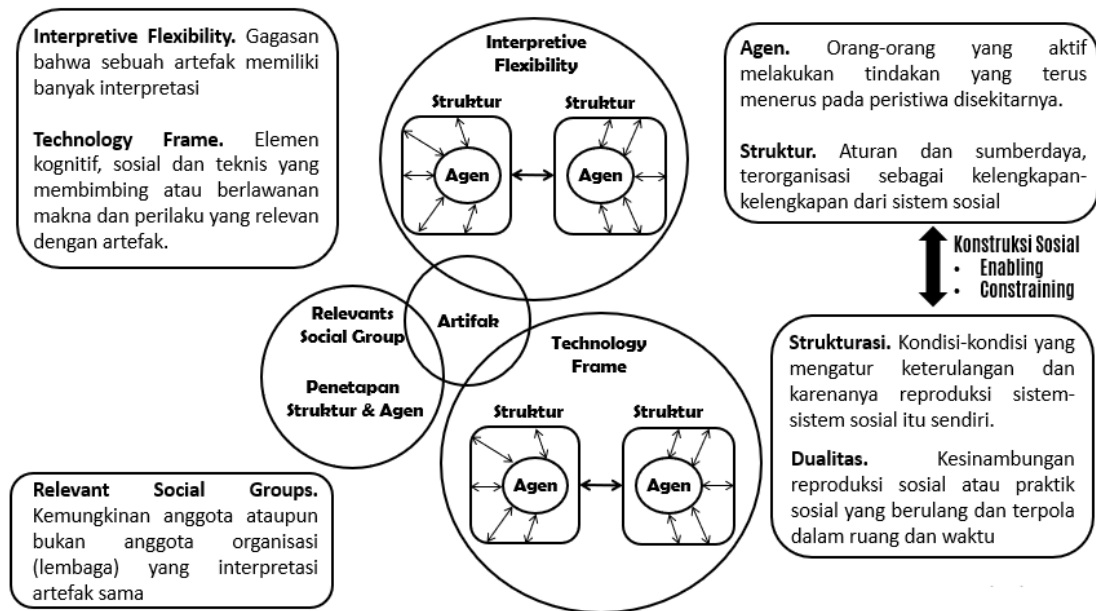 Interpretive Flexibility. Gagasan
bahwa sebuah artefak memiliki
banyak interpretasi
Technology Frame. Elemen
kognitif, sosial dan teknis yang
membimbing atau berlawanan
makna dan perilaku yang relevan
dengan artefak.
Interpretive
Flexibility
Struktur
Struktur
Agen
Agen
Agen. Orang-orang yang aktif
melakukan tindakan yang terus
menerus pada peristiwa disekitarnya.
Struktur. Aturan dan sumberdaya,
terorganisasi sebagai kelengkapan-
kelengkapan dari sistem sosial
Konstruksi Sosial
• Enabling
• Constraining
Relevants
Social Group
Penetapan
Struktur & Agen
Artifak
Technology
Frame
Struktur
Struktur
Agen
Agen
Strukturasi. Kondisi-kondisi yang
mengatur keterulangan dan
karenanya reproduksi sistem-
sistem sosial itu sendiri.
Dualitas. Kesinambungan
reproduksi sosial atau praktik
sosial yang berulang dan terpola
dalam ruang dan waktu
Relevant Social Groups.
Kemungkinan anggota ataupun
bukan anggota organisasi
(lembaga) yang interpretasi
artefak sama